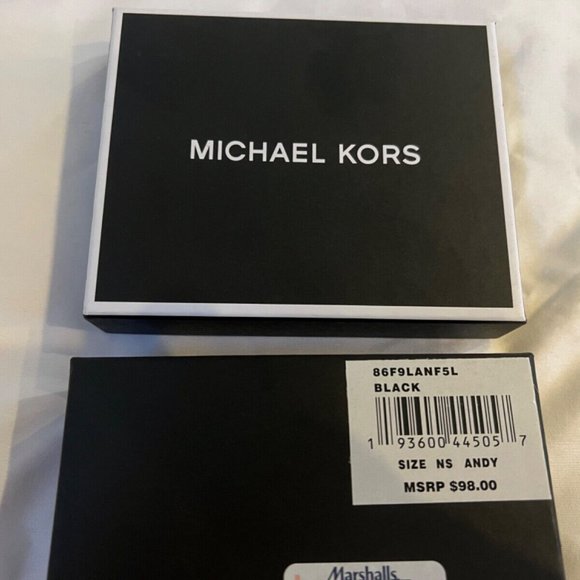 MICHAEL KORS
86F9LANF5L
BLACK
1 93600 44505 7
SIZE NS ANDY
MSRP $98.00
Marshalls